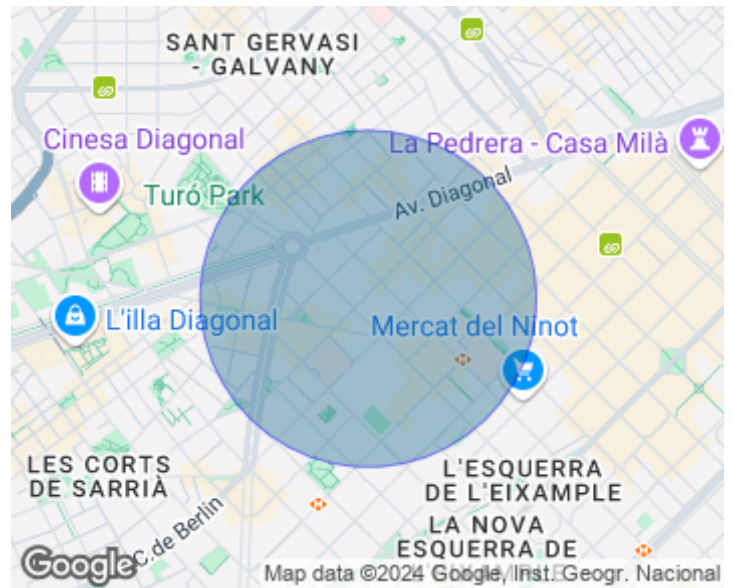 SANT GERVASI
- GALVANY
Cinesa Diagonal
La Pedrera - Casa Milà
Turó Park
Av. Diagonal
L'illa Diagonal
Mercat del Ninot
LES CORTS
DE SARRIÀ
L'ESQUERRA
DE L'EIXAMPLE
C. de Berlín
LA NOVA
ESQUERRA DE
Google
Map data ©2024 Google, Inst. Geogr. Nacional